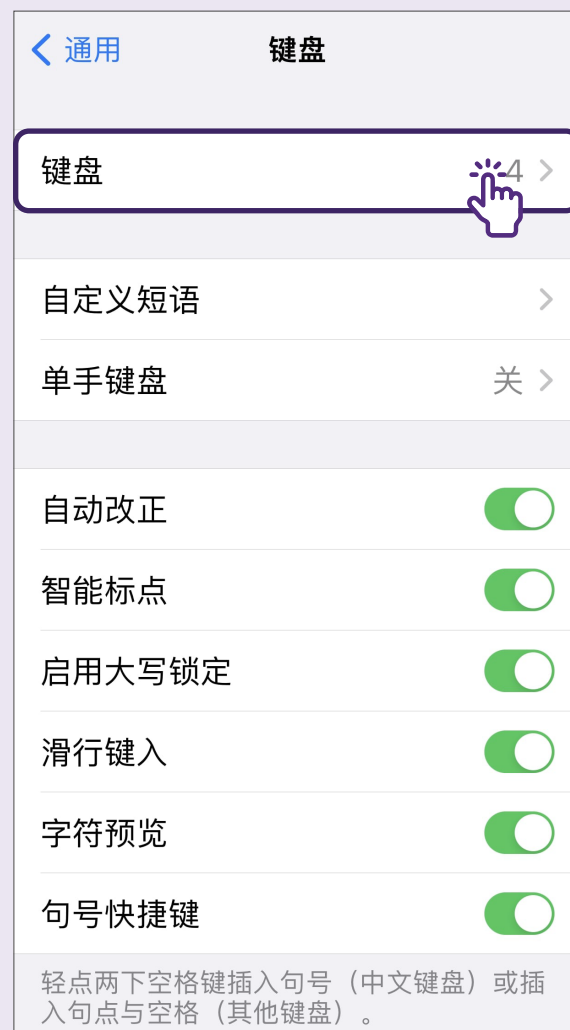 通用
键盘
键盘 4
自定义短语
单手键盘 关
自动改正
智能标点
启用大写锁定
滑行键入
字符预览
句号快捷键
轻点两下空格键插入句号（中文键盘）或插
入句点与空格（其他键盘）。